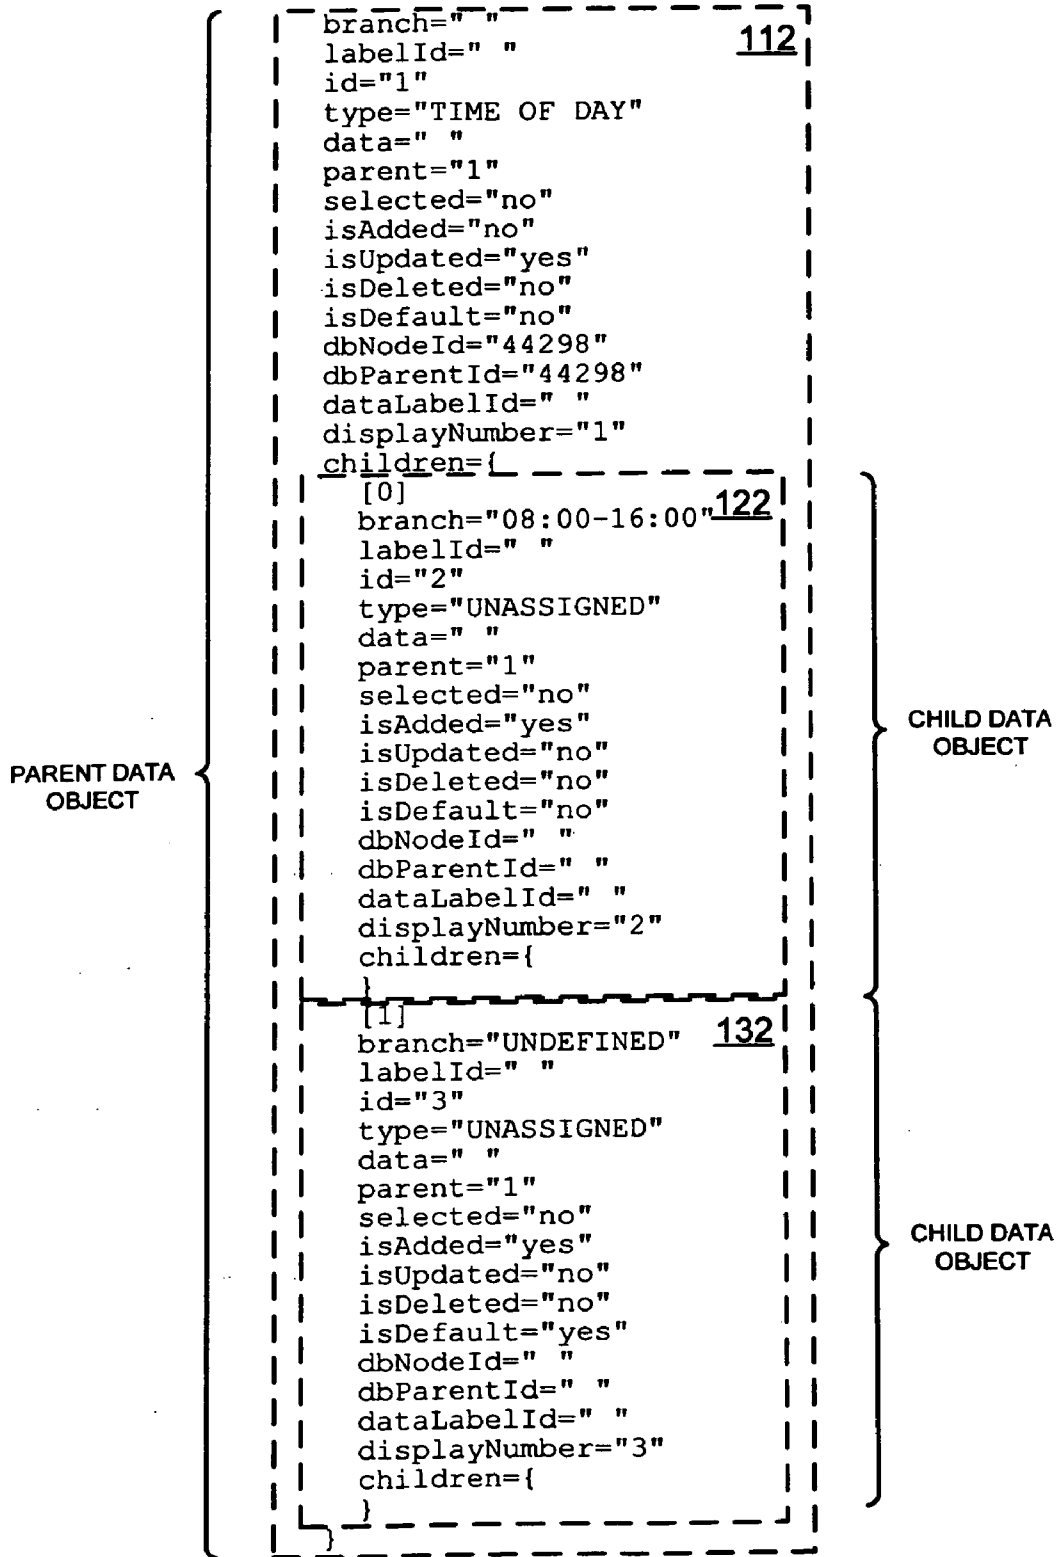 branch=" "
112
labelId=" "
id="1"
type="TIME OF DAY"
data=" "
parent="1"
selected="no"
isAdded="no"
isUpdated="yes"
isDeleted="no"
isDefault="no"
dbNodeId="44298"
dbParentId="44298"
dataLabelId=" "
displayNumber="1"
children={
[0]
branch="08:00-16:00"
122
labelId=" "
id="2"
type="UNASSIGNED"
data=" "
parent="1"
selected="no"
isAdded="yes"
isUpdated="no"
isDeleted="no"
isDefault="no"
dbNodeId=" "
dbParentId=" "
dataLabelId=" "
displayNumber="2"
children={
}
[1]
branch="UNDEFINED"
132
labelId=" "
id="3"
type="UNASSIGNED"
data=" "
parent="1"
selected="no"
isAdded="yes"
isUpdated="no"
isDeleted="no"
isDefault="yes"
dbNodeId=" "
dbParentId=" "
dataLabelId=" "
displayNumber="3"
children={
}
}
PARENT DATA
OBJECT
CHILD DATA
OBJECT
CHILD DATA
OBJECT